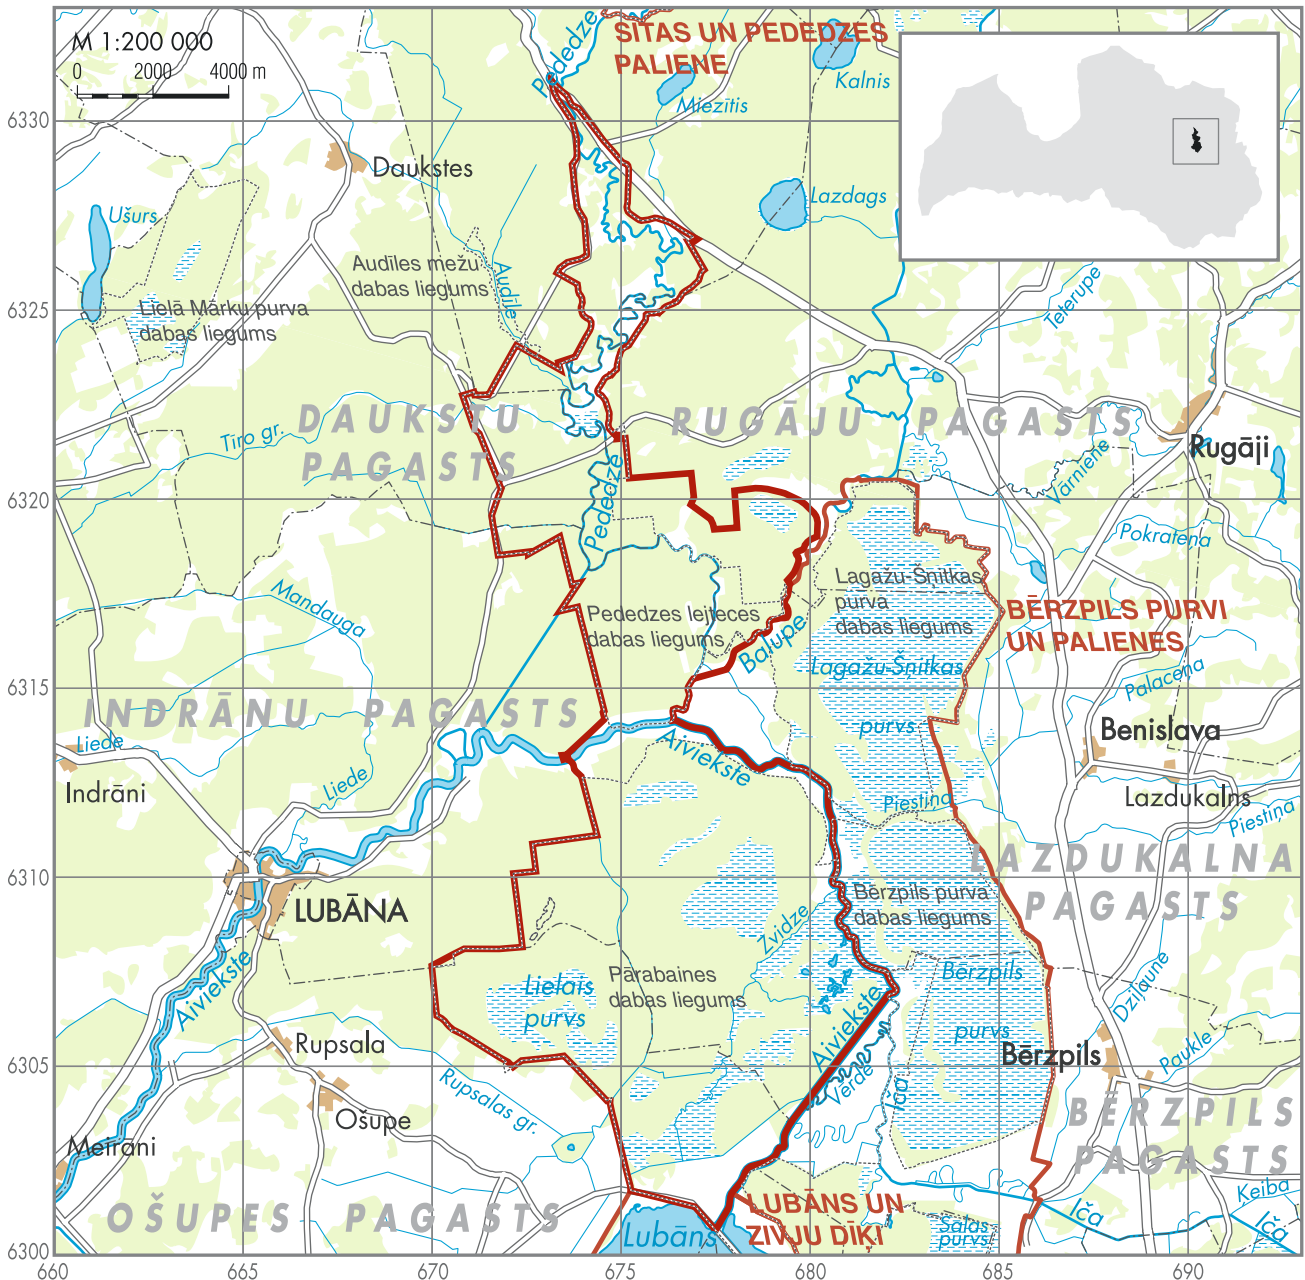 M 1:200 000
0 2000 4000 m
SITAS UN PEDEDZES
PALIENE
Pededze
Kalnis
Miezītis
6330
Daukstes
Lazdags
Ušurs
Audīles mežu
dabas liegums
Audīle
Teterupe
6325
Lielā Mārku purva
dabas liegums
DAUKSTU
PAGASTS
RUGĀJU PAGASTS
Tiro gr.
Rugāji
Vārniene
Pededze
6320
Pokratena
Lagažu-Šņitkas
purva
dabas liegums
Mandauga
Pededzes lejteces
dabas liegums
BĒRZPILS PURVI
UN PALIENES
Balupe
Lagažu-Šņitkas
purvs
Palacena
6315
INDRĀNU PAGASTS
Liede
Aiviekste
Benislava
Indrāni
Liede
Piestiņa
Lazdukalns
Piestiņa
LAZDUKALNA
PAGASTS
6310
LUBĀNA
Bērzpils purva
dabas liegums
Zvidze
Aiviekste
Lielais
purvs
Pārabaines
dabas liegums
Bērzpils
purvs
Dziļaune
Aiviekste
Rupsala
Bērzpils
Paukle
6305
Rupsalas gr.
Vērde
Iča
Ošupe
BĒRZPILS
PAGASTS
Meirāni
OŠUPES PAGASTS
LUBĀNS UN
ZIVJU DĪĶI
Lubāns
Salas
purvs
Iča
Keiba
Iča
6300
660 665 670 675 680 685 690